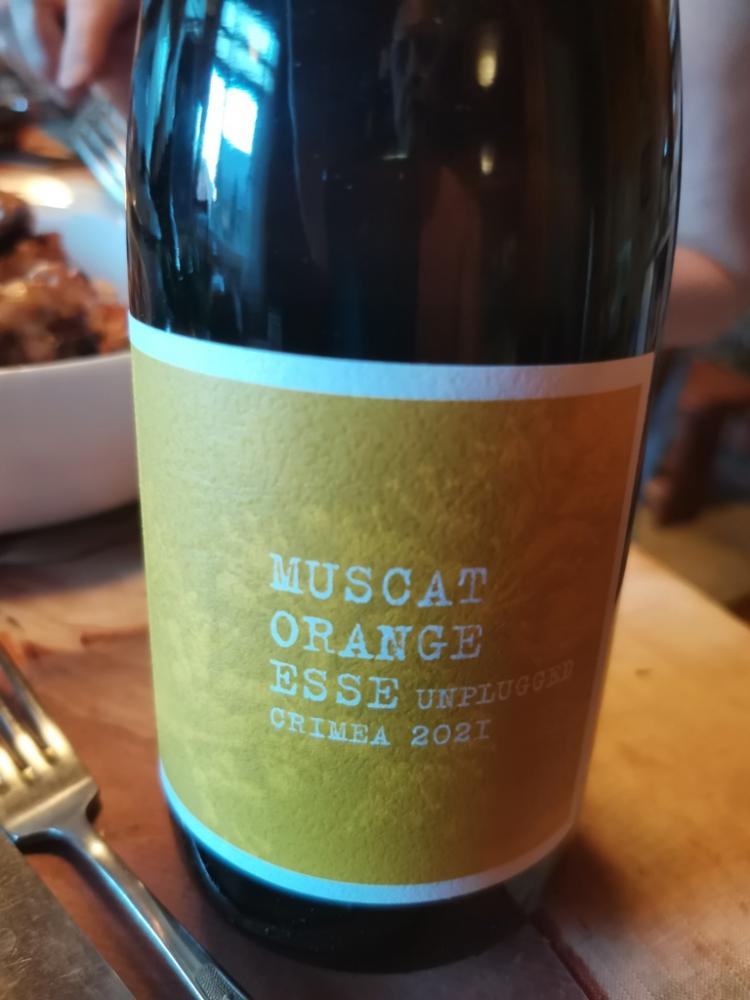 MUSCAT
ORANGE
ESSE UNPLUGGED
CRIMEA 2021